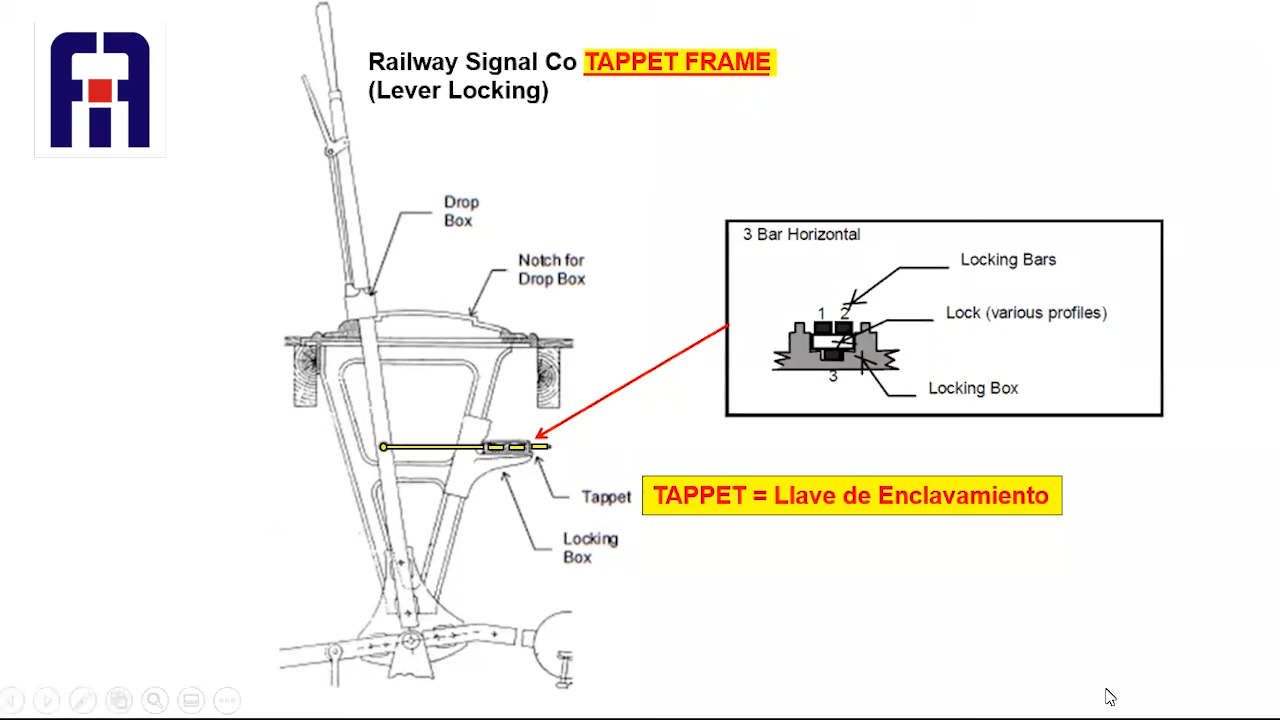 Railway Signal Co TAPPET FRAME
(Lever Locking)
Drop
Box
Notch for
Drop Box
3 Bar Horizontal
Locking Bars
1 2
Lock (various profiles)
3
Locking Box
Tappet
TAPPET = Llave de Enclavamiento
Locking
Box